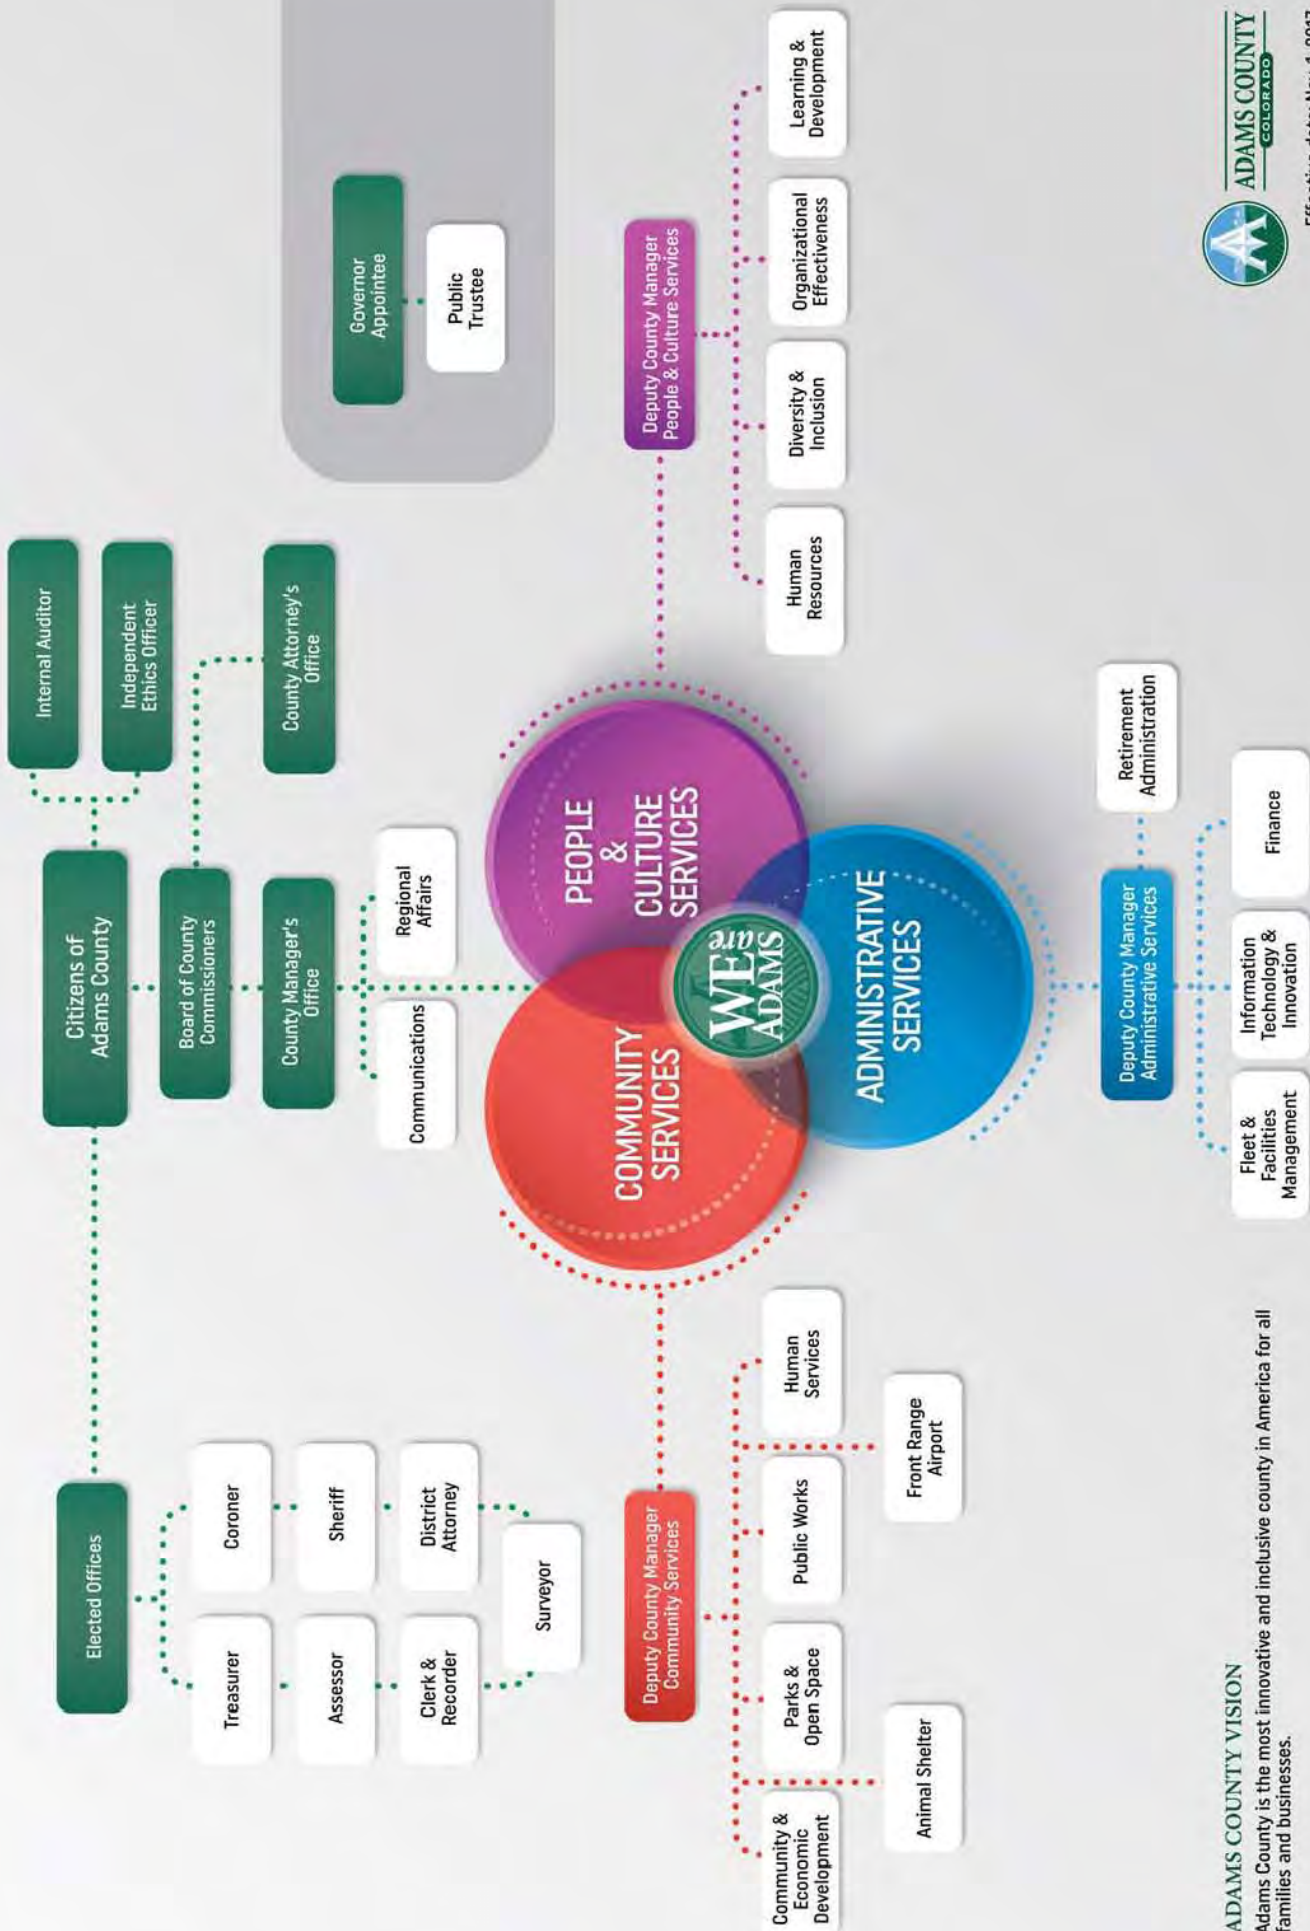 Citizens of
Adams County
Internal Auditor
Independent
Ethics Officer
Elected Offices
Board of County
Commissioners
County Attorney's
Office
County Manager's
Office
Treasurer
Coroner
Assessor
Sheriff
Clerk &
Recorder
District
Attorney
Surveyor
Communications
Regional
Affairs
Governor
Appointee
Public
Trustee
COMMUNITY
SERVICES
PEOPLE
&
CULTURE
SERVICES
WE
are
ADAMS
ADMINISTRATIVE
SERVICES
Deputy County Manager
Community Services
Community &
Economic
Development
Parks &
Open Space
Public Works
Human
Services
Animal Shelter
Front Range
Airport
Deputy County Manager
People & Culture Services
Human
Resources
Diversity &
Inclusion
Organizational
Effectiveness
Learning &
Development
Deputy County Manager
Administrative Services
Retirement
Administration
Fleet &
Facilities
Management
Information
Technology &
Innovation
Finance
ADAMS COUNTY VISION
Adams County is the most innovative and inclusive county in America for all
families and businesses.
ADAMS COUNTY
COLORADO
Effective date: Nov. 1, 2017